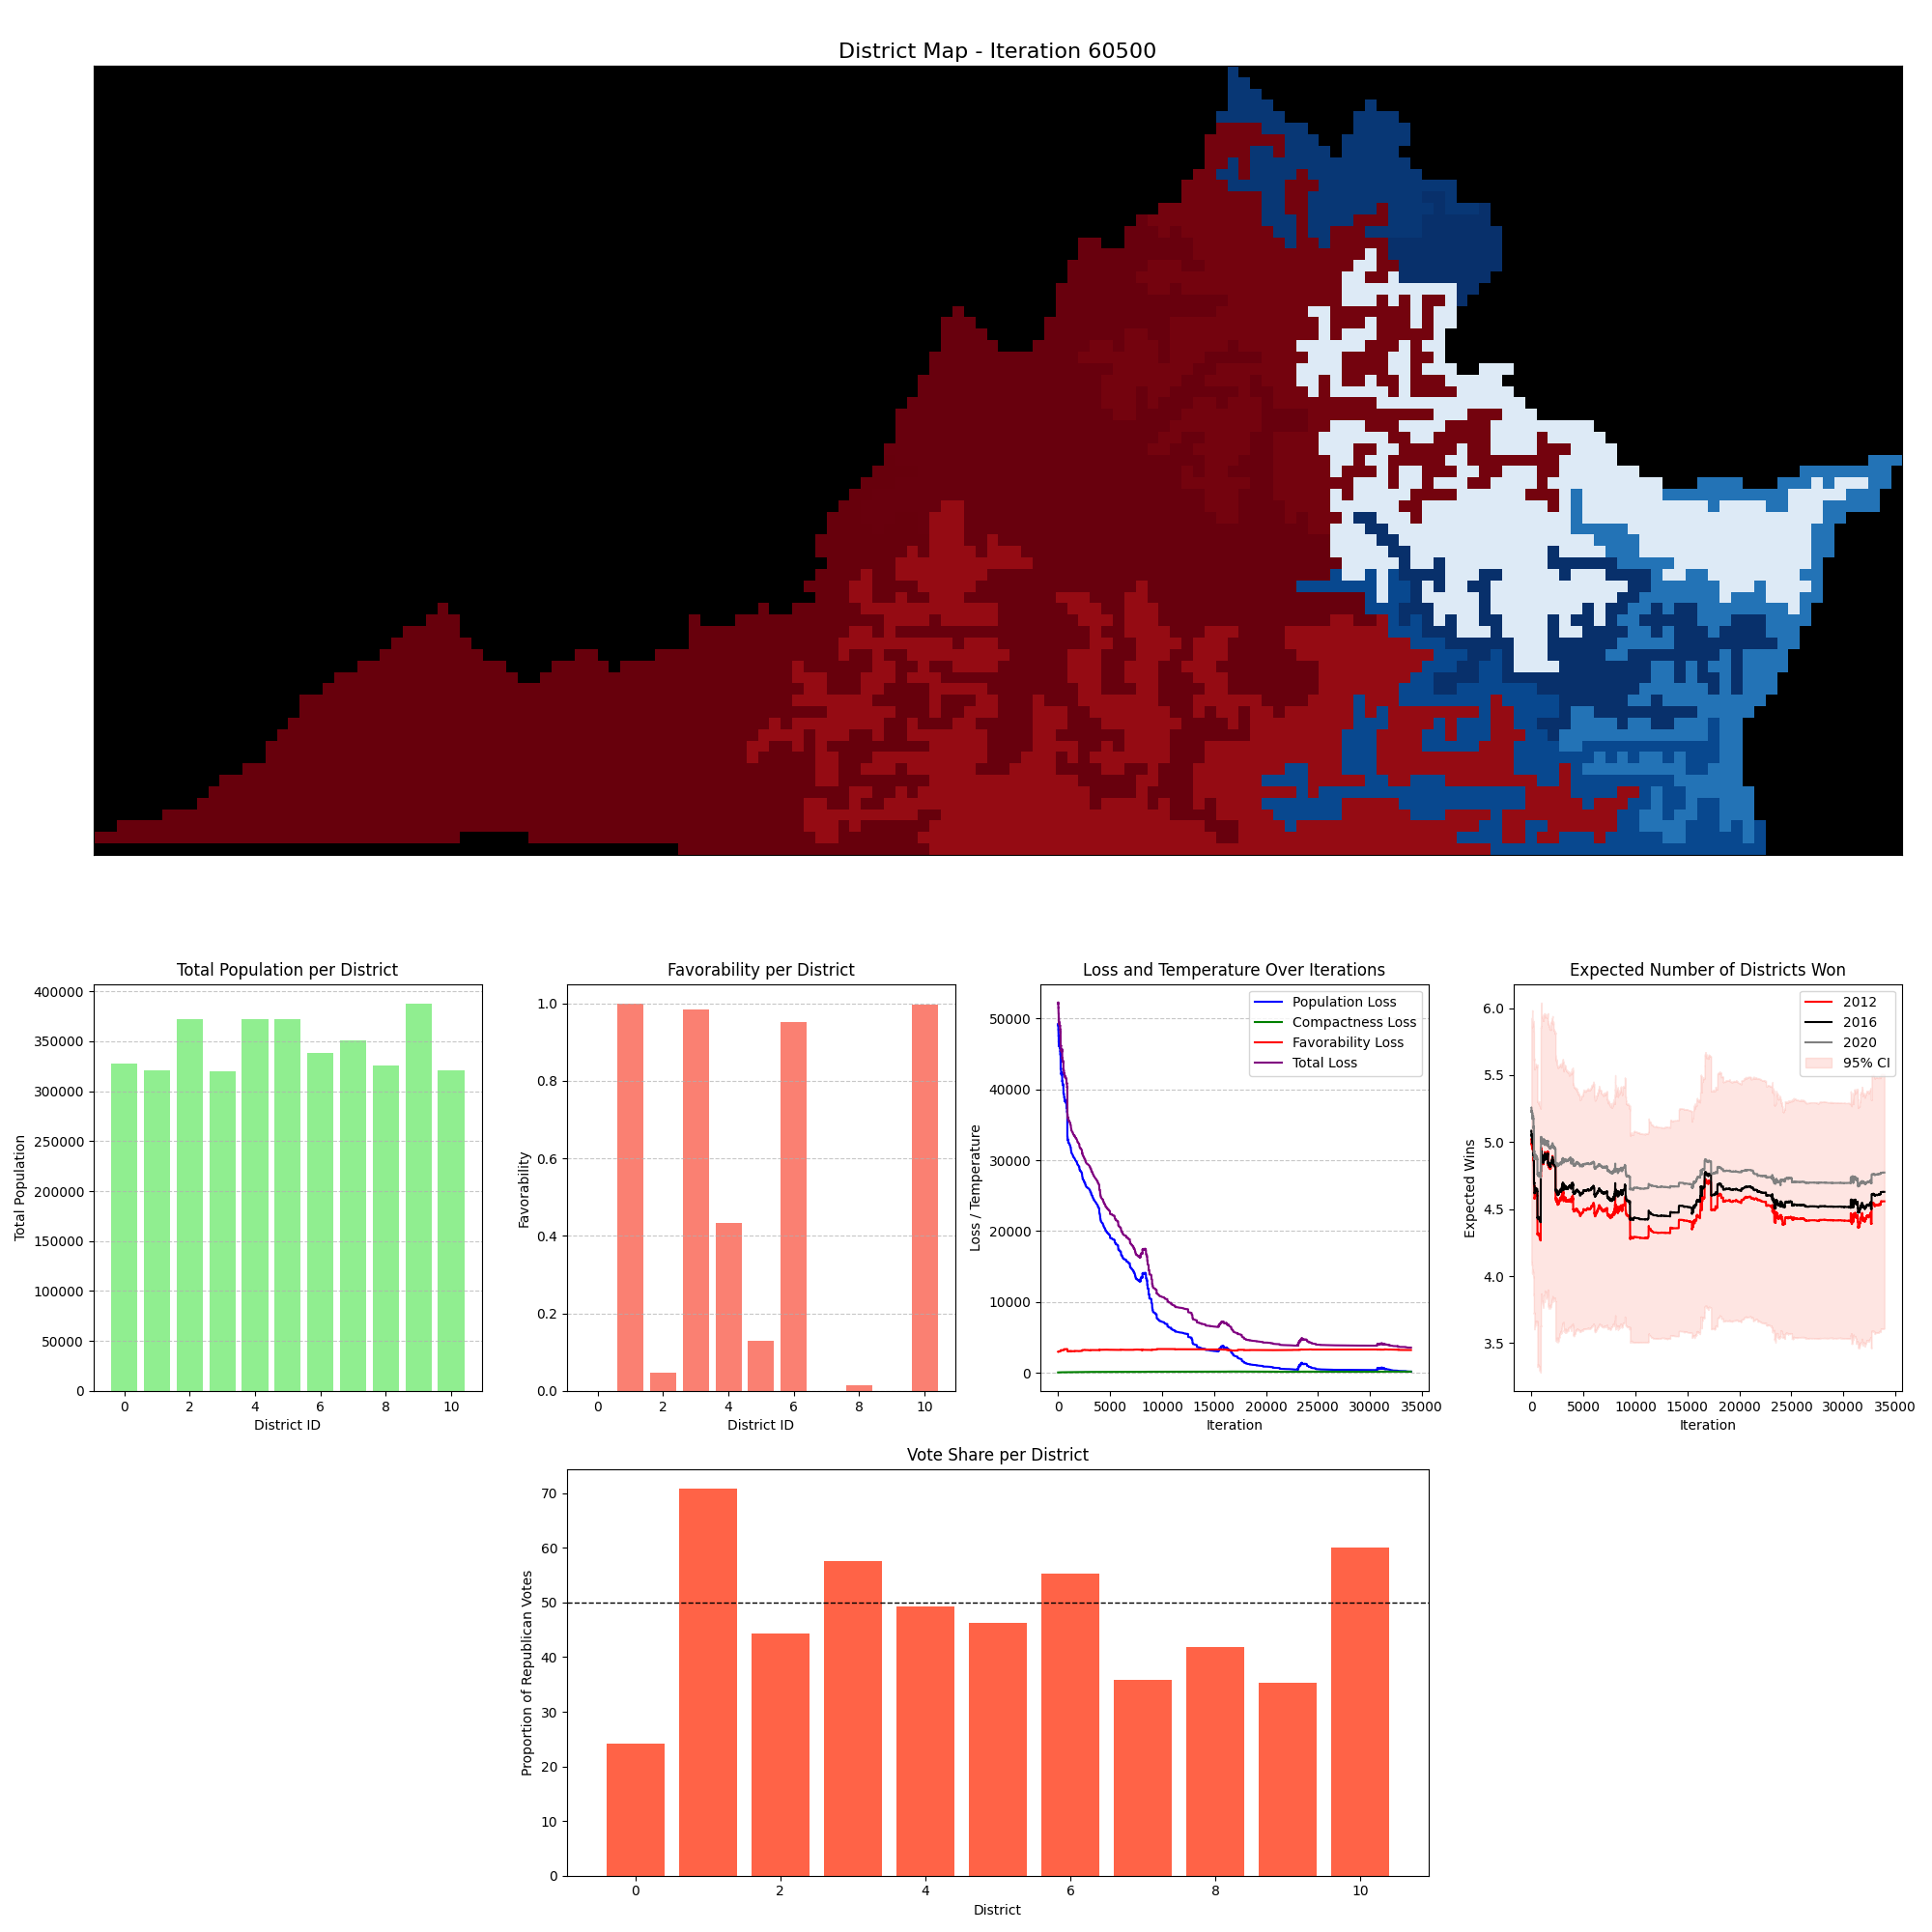 District Map - Iteration 60500
Total Population per District
Total Population
400000
350000
300000
250000
200000
150000
100000
50000
0
0 2 4 6 8 10
District ID
Favorability per District
Favorability
1.0
0.8
0.6
0.4
0.2
0.0
0 2 4 6 8 10
District ID
Loss and Temperature Over Iterations
Loss / Temperature
50000
40000
30000
20000
10000
0
Population Loss
Compactness Loss
Favorability Loss
Total Loss
0 5000 10000 15000 20000 25000 30000 35000
Iteration
Expected Number of Districts Won
Expected Wins
6.0
5.5
5.0
4.5
4.0
3.5
2012
2016
2020
95% CI
0 5000 10000 15000 20000 25000 30000 35000
Iteration
Vote Share per District
Proportion of Republican Votes
70
60
50
40
30
20
10
0
0 2 4 6 8 10
District